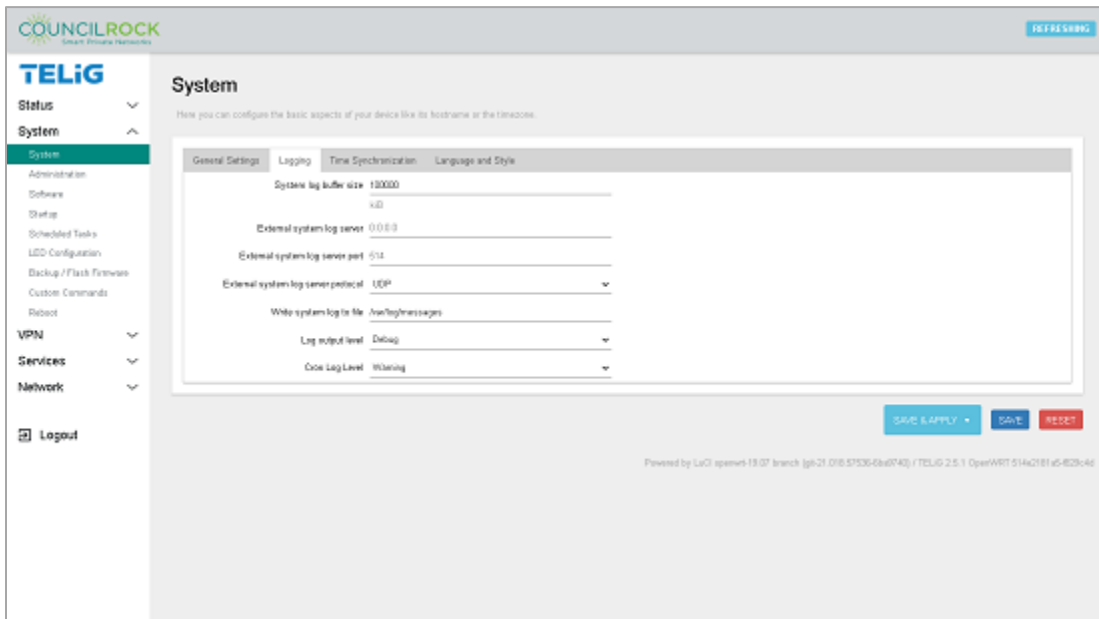 COUNCILROCK
Smart Private Networks
REFRESHING
TELiG
Status
System
System
Administration
Software
Startup
Scheduled Tasks
LED Configuration
Backup / Flash Firmware
Custom Commands
Reboot
VPN
Services
Network
Logout
System
Here you can configure the basic aspects of your device like its hostname or the timezone.
General Settings Logging Time Synchronization Language and Style
System log buffer size 100000
kiB
External system log server 0.0.0.0
External system log server port 514
External system log server protocol UDP
Write system log to file /var/log/messages
Log output level Debug
Cron Log Level Warning
SAVE & APPLY SAVE RESET
Powered by LuCI openwrt-19.07 branch / TELiG 2.5.1 OpenWRT